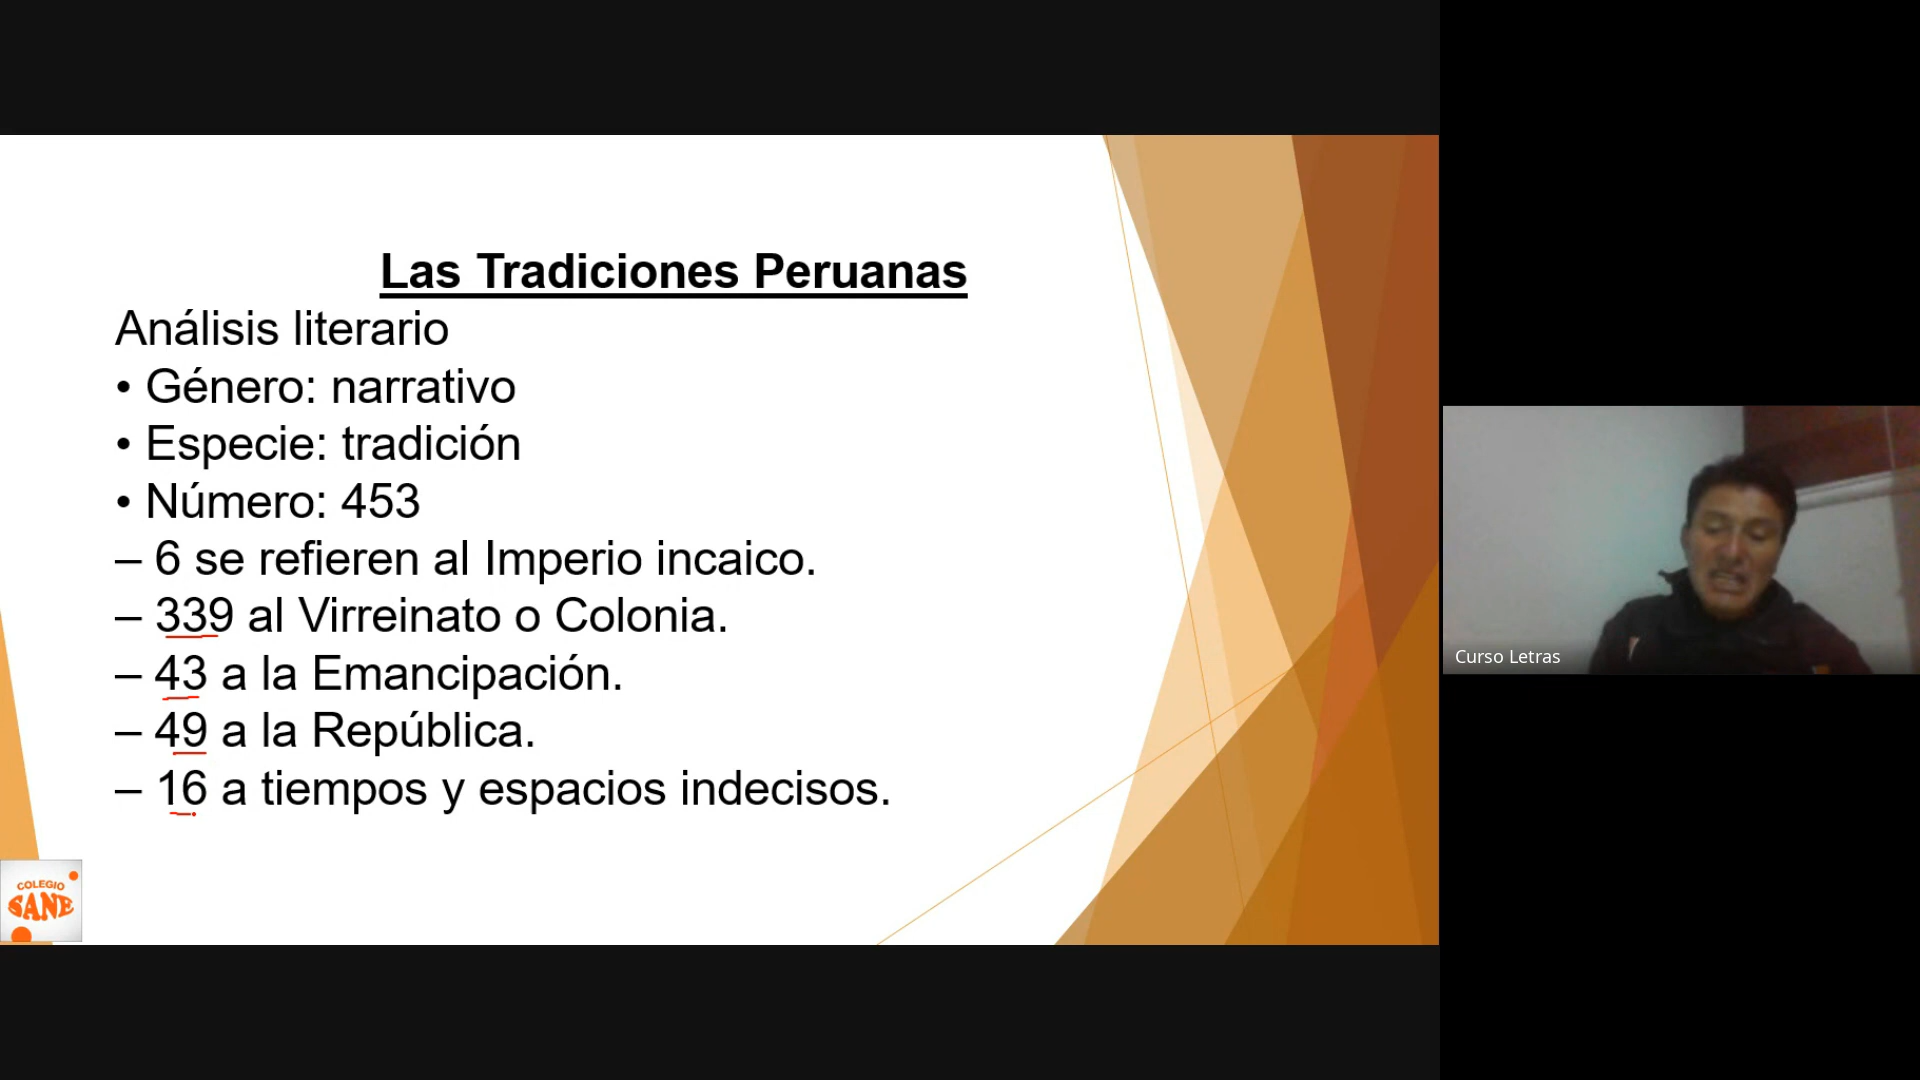 Las Tradiciones Peruanas
Análisis literario
• Género: narrativo
• Especie: tradición
• Número: 453
– 6 se refieren al Imperio incaico.
– 339 al Virreinato o Colonia.
– 43 a la Emancipación.
– 49 a la República.
– 16 a tiempos y espacios indecisos.
COLEGIO
SANE
Curso Letras